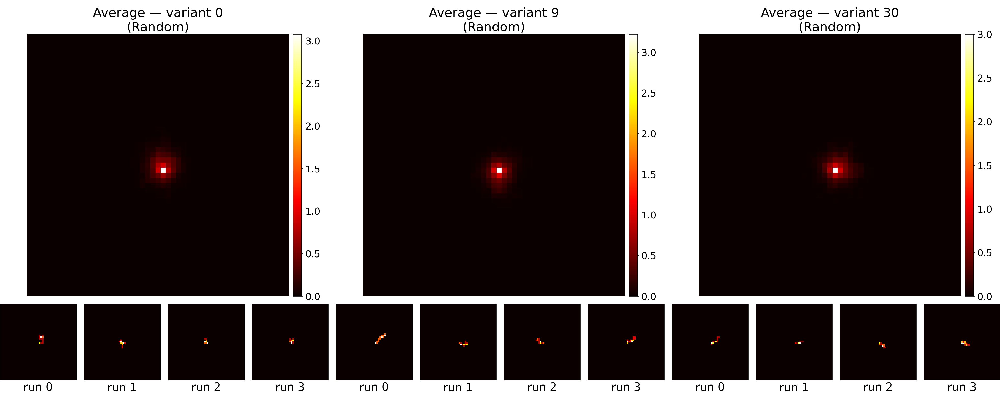 Average — variant 0
(Random)
3.0
2.5
2.0
1.5
1.0
0.5
0.0
Average — variant 9
(Random)
3.0
2.5
2.0
1.5
1.0
0.5
0.0
Average — variant 30
(Random)
3.0
2.5
2.0
1.5
1.0
0.5
0.0
run 0
run 1
run 2
run 3
run 0
run 1
run 2
run 3
run 0
run 1
run 2
run 3